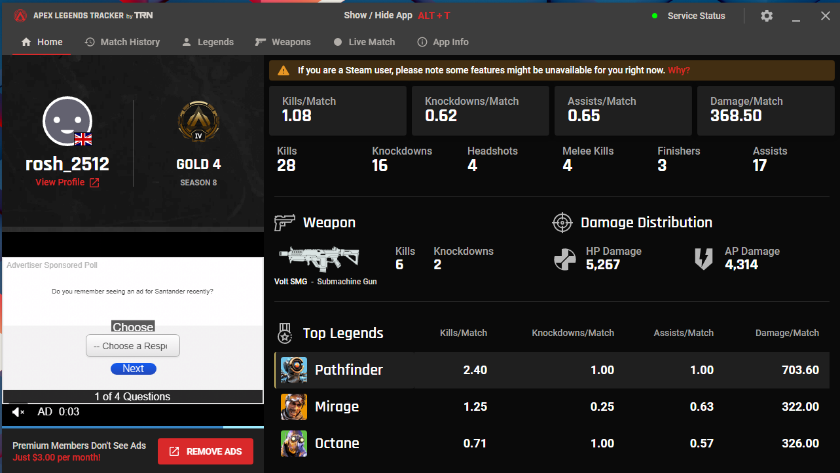 APEX LEGENDS TRACKER by TRN
Show / Hide App ALT + T
Service Status
Home
Match History
Legends
Weapons
Live Match
App Info
rosh_2512
View Profile
IV
GOLD 4
SEASON 8
If you are a Steam user, please note some features might be unavailable for you right now. Why?
Kills/Match
1.08
Knockdowns/Match
0.62
Assists/Match
0.65
Damage/Match
368.50
Kills
28
Knockdowns
16
Headshots
4
Melee Kills
4
Finishers
3
Assists
17
Weapon
Volt SMG - Submachine Gun
Kills
6
Knockdowns
2
Damage Distribution
HP Damage
5,267
AP Damage
4,314
Top Legends Kills/Match Knockdowns/Match Assists/Match Damage/Match
Pathfinder 2.40 1.00 1.00 703.60
Mirage 1.25 0.25 0.63 322.00
Octane 0.71 1.00 0.57 326.00
Advertiser Sponsored Poll
Do you remember seeing an ad for Santander recently?
Choose
-- Choose a Resp
Next
1 of 4 Questions
AD 0:03
Premium Members Don't See Ads
Just $3.00 per month!
REMOVE ADS